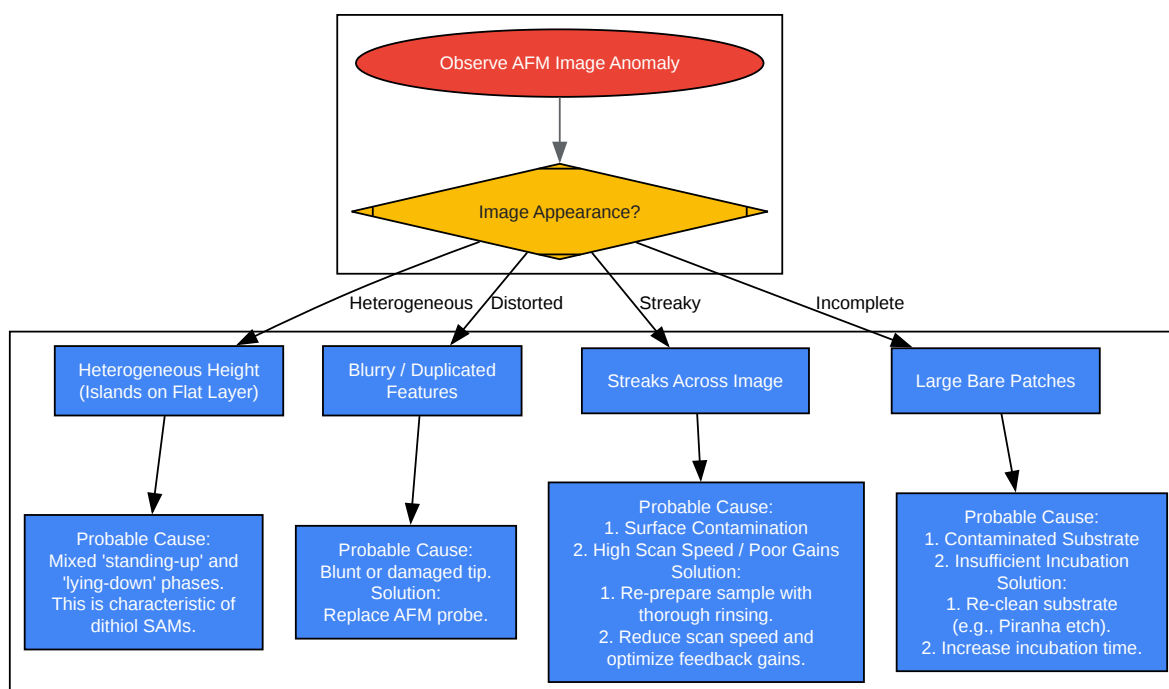 Observe AFM Image Anomaly
Image Appearance?
Heterogeneous
Distorted
Streaky
Incomplete
Heterogeneous Height
(Islands on Flat Layer)
Blurry / Duplicated
Features
Streaks Across Image
Large Bare Patches
Probable Cause:
Mixed 'standing-up' and
'lying-down' phases.
This is characteristic of
dithiol SAMs.
Probable Cause:
Blunt or damaged tip.
Solution:
Replace AFM probe.
Probable Cause:
1. Surface Contamination
2. High Scan Speed / Poor Gains
Solution:
1. Re-prepare sample with
thorough rinsing.
2. Reduce scan speed and
optimize feedback gains.
Probable Cause:
1. Contaminated Substrate
2. Insufficient Incubation
Solution:
1. Re-clean substrate
(e.g., Piranha etch).
2. Increase incubation time.